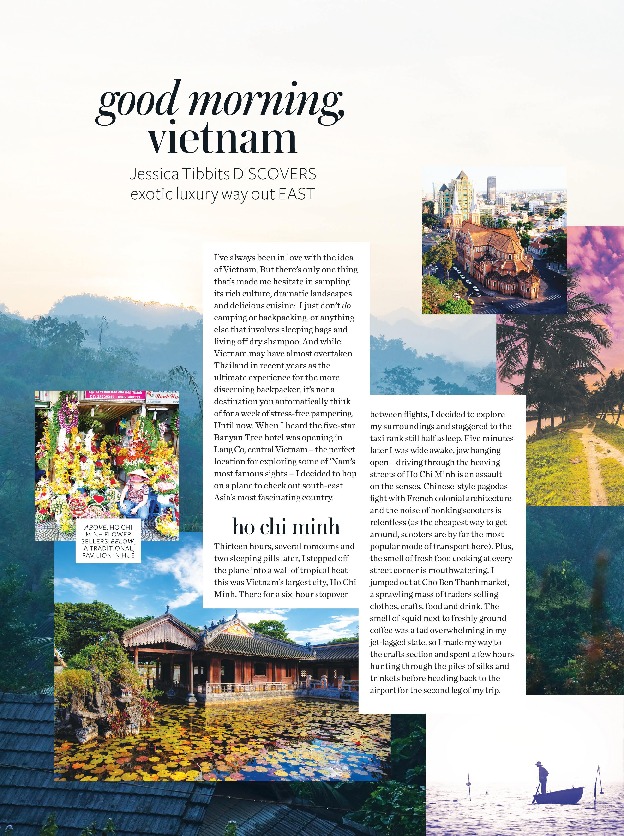 good morning,
vietnam
Jessica Tibbits DISCOVERS
exotic luxury way out EAST
I've always been in love with the idea
of Vietnam. But there's only one thing
that's made me hesitate in sampling
its rich culture, dramatic landscapes
and delicious cuisine: I just don't do
camping or backpacking, or anything
else that involves sleeping bags and
living off dry shampoo. And while
Vietnam may have almost overtaken
Thailand in recent years as the
ultimate experience for the more
discerning backpacker, it's not a
destination you automatically think
of for a week of stress-free pampering.
Until now. When I heard the five-star
Banyan Tree hotel was opening in
Lang Co, central Vietnam – the perfect
location for exploring some of 'Nam's
most famous sights – I decided to hop
on a plane to check out south-east
Asia's most fascinating country.
ho chi minh
Thirteen hours, several romcoms and
two sleeping pills later, I stepped off
the plane into a wall of tropical heat –
this was Vietnam's largest city, Ho Chi
Minh. There for a six-hour stopover
between flights, I decided to explore
my surroundings and staggered to the
taxi rank still half asleep. Five minutes
later I was wide awake, jaw hanging
open – driving through the heaving
streets of Ho Chi Minh is an assault
on the senses. Chinese-style pagodas
fight with French colonial architecture
and the noise of honking scooters is
relentless (as the cheapest way to get
around, scooters are by far the most
popular mode of transport here). Plus,
the smell of fresh food cooking at every
street corner is mouthwatering. I
jumped out at Cho Ben Thanh market,
a sprawling mass of traders selling
clothes, crafts, food and drink. The
smell of squid next to freshly ground
coffee was a tad overwhelming in my
jet-lagged state, so I made my way to
the crafts section and spent a few hours
hunting through the piles of silks and
trinkets before heading back to the
airport for the second leg of my trip.
ABOVE, HO CHI
MINH FLOWER
SELLERS. BELOW,
A TRADITIONAL
PAVILION IN HUE